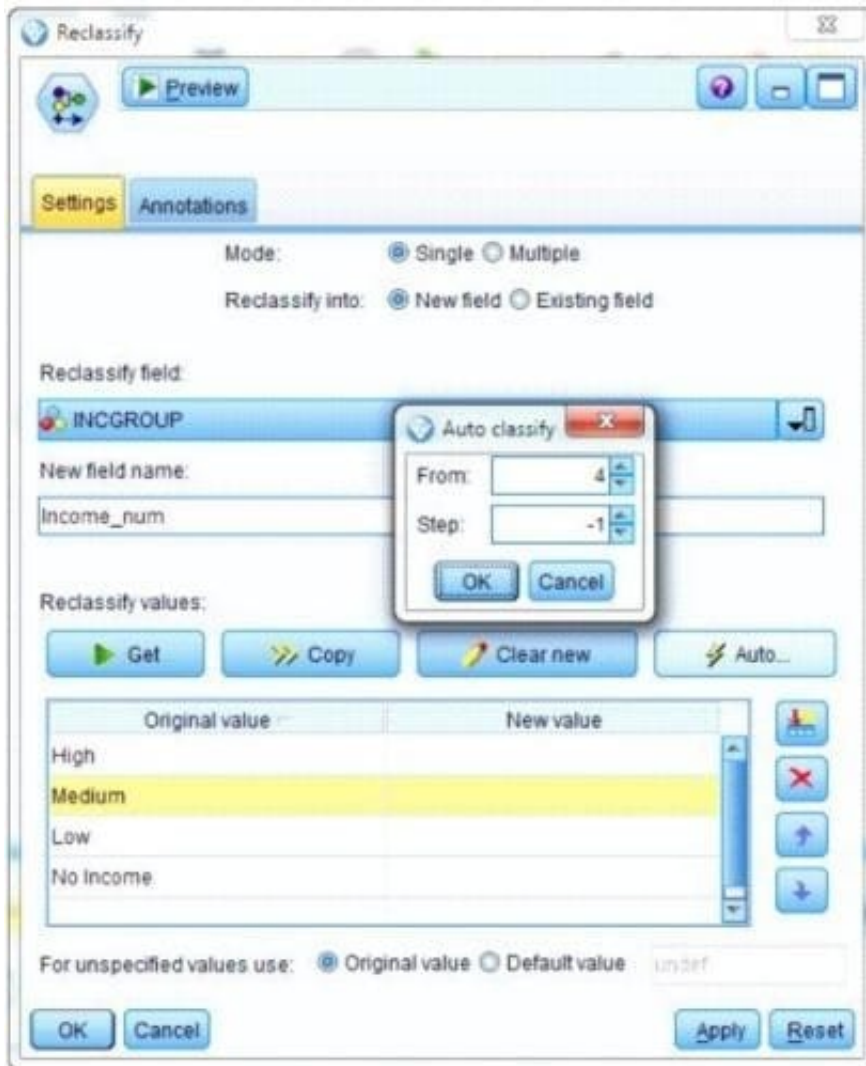 Reclassify
Preview
Settings Annotations
Mode: Single Multiple
Reclassify into: New field Existing field
Reclassify field:
INCGROUP
Auto classify
From: 4
Step: -1
OK Cancel
New field name:
Income_num
Reclassify values:
Get Copy Clear new Auto...
Original value New value
High
Medium
Low
No Income
For unspecified values use: Original value Default value undef
OK Cancel Apply Reset